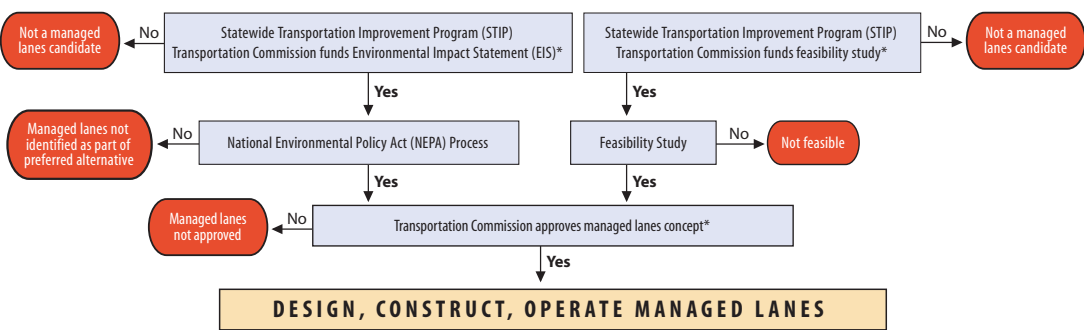 Not a managed
lanes candidate
No
Statewide Transportation Improvement Program (STIP)
Transportation Commission funds Environmental Impact Statement (EIS)*
Statewide Transportation Improvement Program (STIP)
Transportation Commission funds feasibility study*
No
Not a managed
lanes candidate
Yes
Yes
Managed lanes not
identified as part of
preferred alternative
No
National Environmental Policy Act (NEPA) Process
Feasibility Study
No
Not feasible
Yes
Yes
Managed lanes
not approved
No
Transportation Commission approves managed lanes concept*
Yes
DESIGN, CONSTRUCT, OPERATE MANAGED LANES